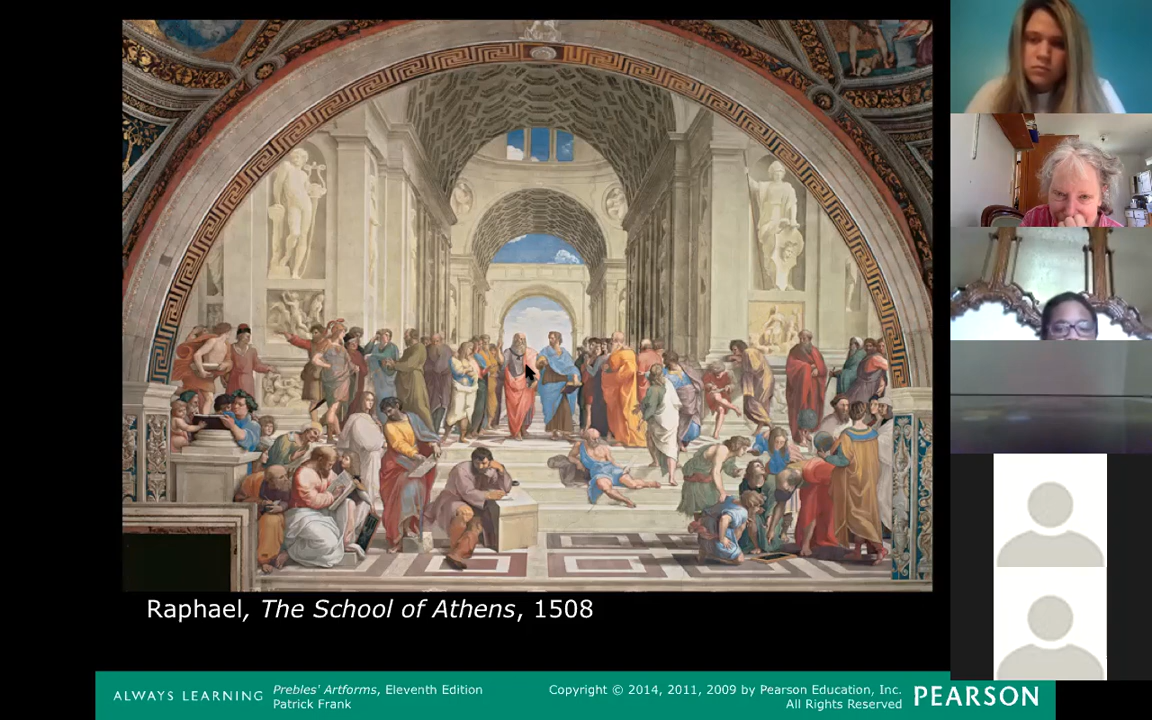 Raphael, The School of Athens, 1508
ALWAYS LEARNING
Prebles' Artforms, Eleventh Edition
Patrick Frank
Copyright © 2014, 2011, 2009 by Pearson Education, Inc.
All Rights Reserved
PEARSON